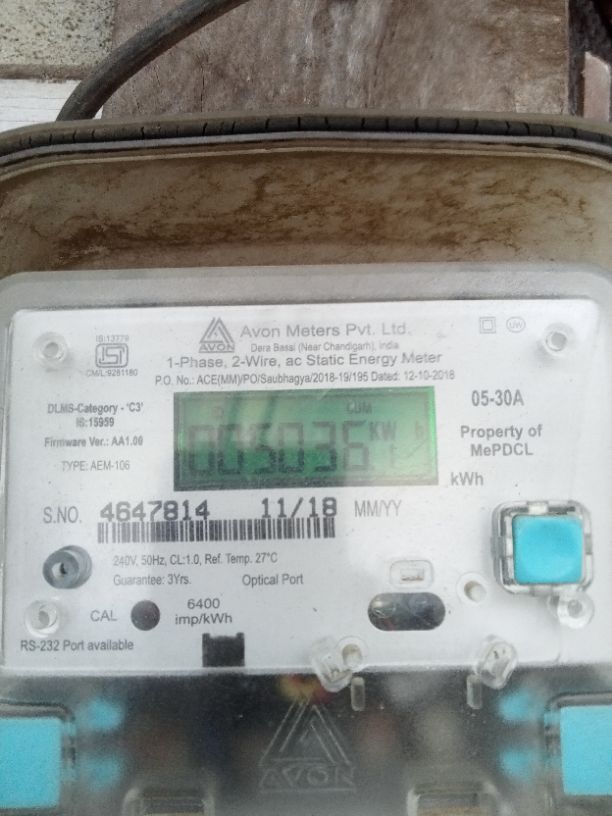 AVON
Avon Meters Pvt. Ltd.
Dera Bassi (Near Chandigarh), India
1-Phase, 2-Wire, ac Static Energy Meter
P.O. No.: ACE(MM)/PO/Saubhagya/2018-19/195 Dated: 12-10-2018
IS:13779
CM/L:9281180
UW
DLMS-Category - 'C3'
IS:15959
Firmware Ver.: AA1.00
TYPE: AEM-106
CUM
KW h
05-30A
Property of
MePDCL
kWh
S.NO. 4647814 11/18 MM/YY
240V, 50Hz, CL:1.0, Ref. Temp. 27°C
Guarantee: 3Yrs. Optical Port
CAL
6400
imp/kWh
RS-232 Port available
AVON